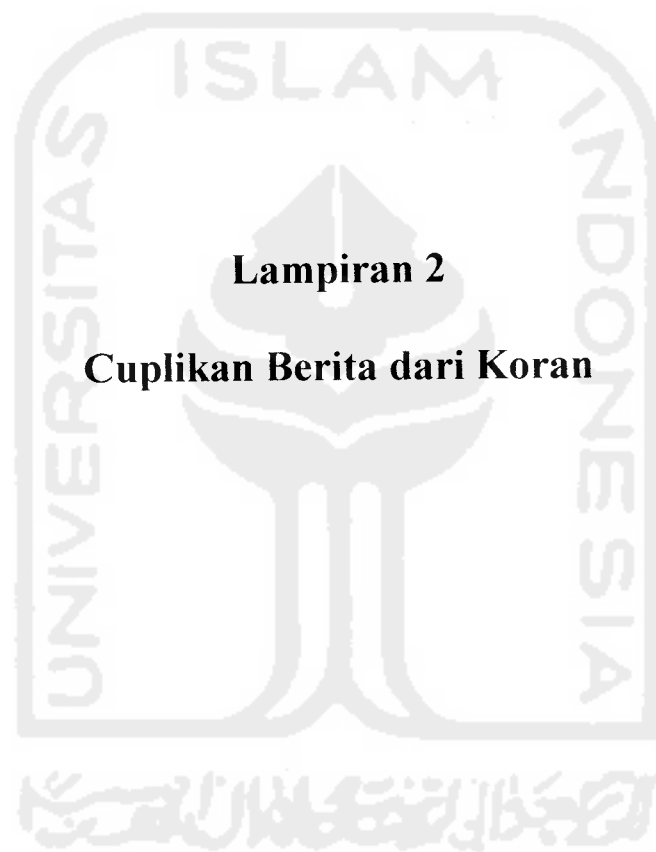 ISLAM
UNIVERSITAS
INDONESIA
Lampiran 2
Cuplikan Berita dari Koran